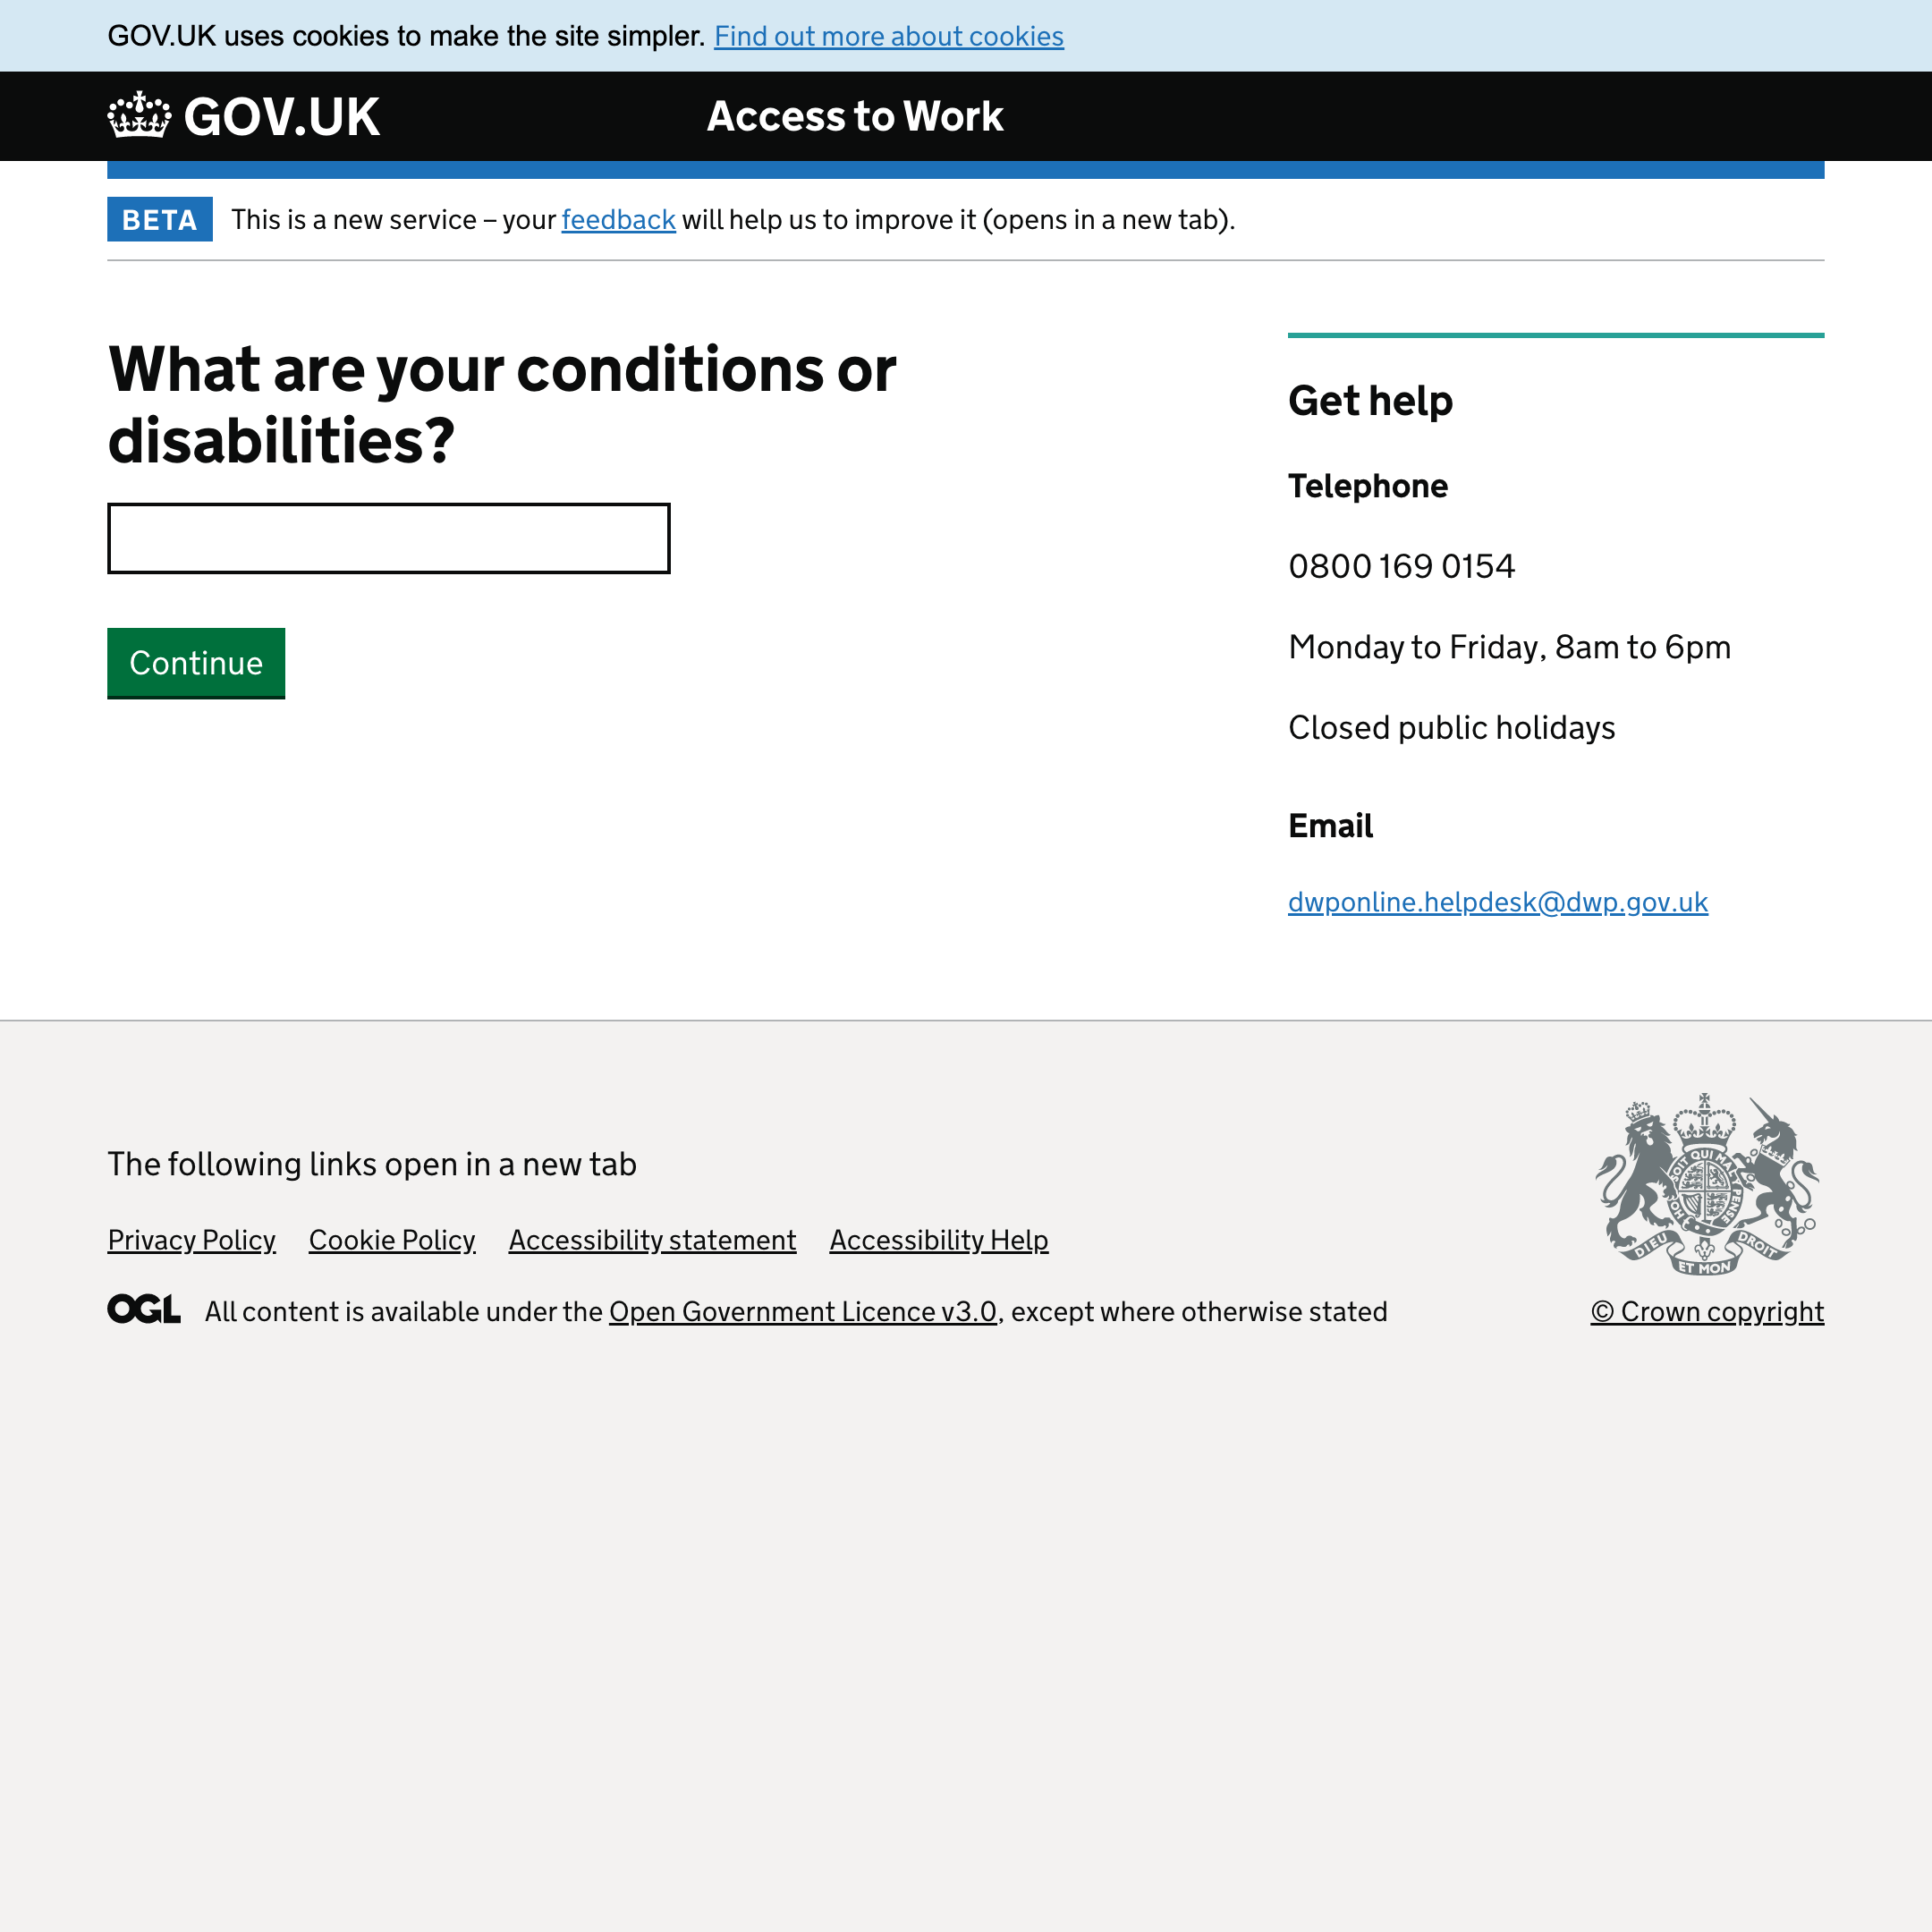 GOV.UK uses cookies to make the site simpler. Find out more about cookies
GOV.UK
Access to Work
BETA
This is a new service – your feedback will help us to improve it (opens in a new tab).
What are your conditions or
disabilities?
Continue
Get help
Telephone
0800 169 0154
Monday to Friday, 8am to 6pm
Closed public holidays
Email
dwponline.helpdesk@dwp.gov.uk
The following links open in a new tab
Privacy Policy Cookie Policy Accessibility statement Accessibility Help
OGL All content is available under the Open Government Licence v3.0, except where otherwise stated
SOIT QUI MAL PENSE
DIEU ET MON DROIT
© Crown copyright